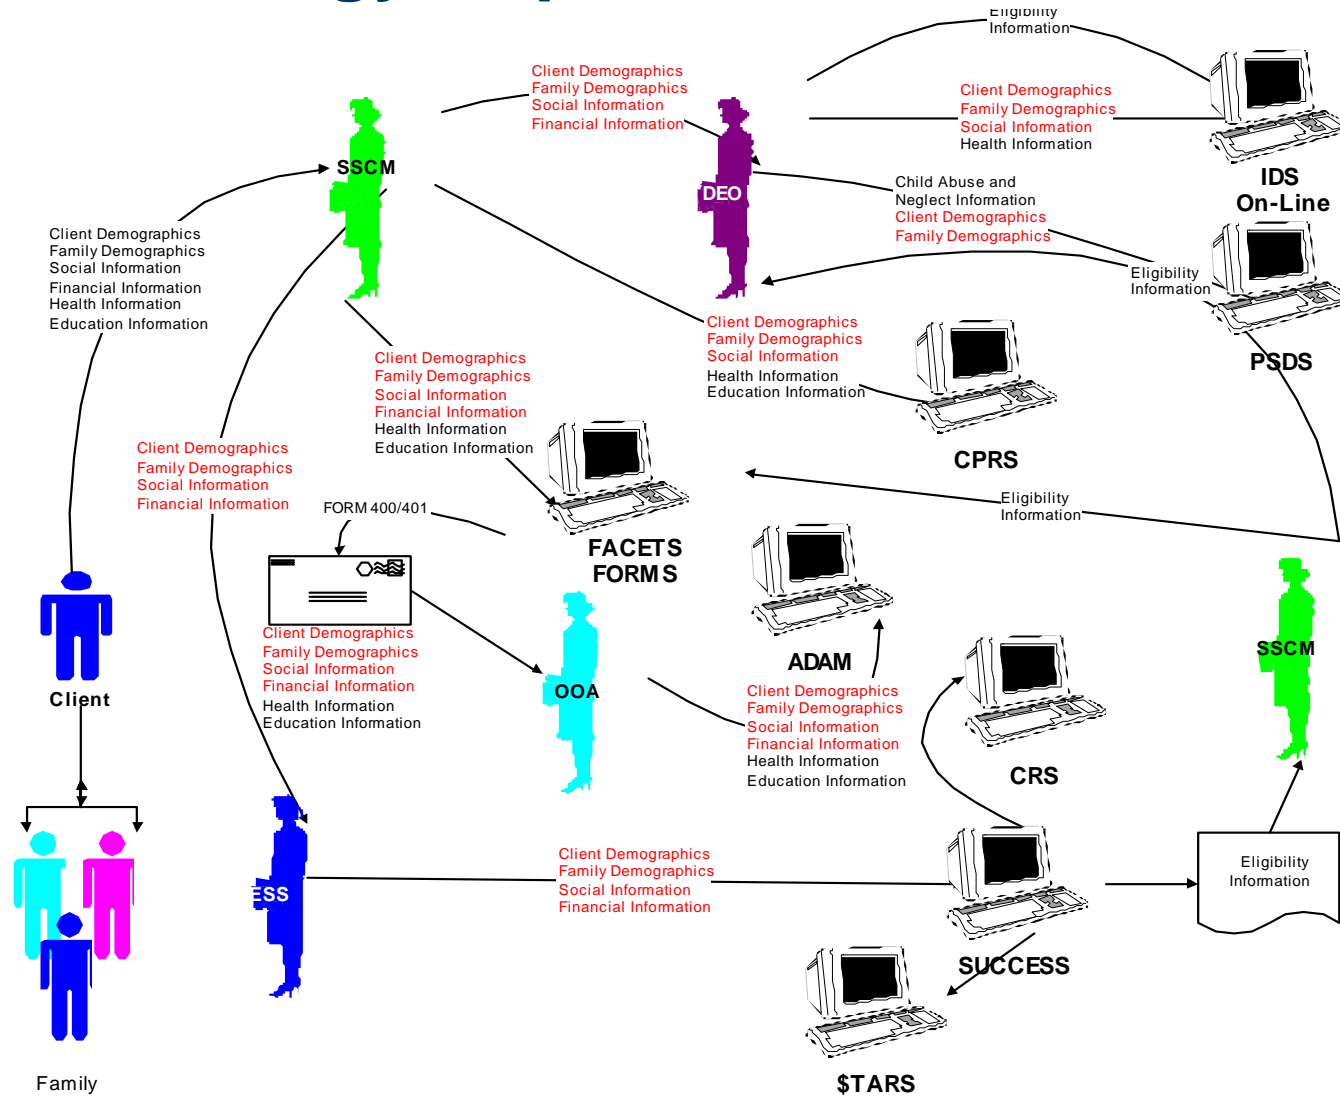 Eligibility
Information
Client Demographics
Family Demographics
Social Information
Financial Information
Client Demographics
Family Demographics
Social Information
Health Information
SSCM
DEO
IDS
On-Line
Child Abuse and
Neglect Information
Client Demographics
Family Demographics
Client Demographics
Family Demographics
Social Information
Financial Information
Health Information
Education Information
Eligibility
Information
PSDS
Client Demographics
Family Demographics
Social Information
Health Information
Education Information
Client Demographics
Family Demographics
Social Information
Financial Information
Health Information
Education Information
CPRS
Client Demographics
Family Demographics
Social Information
Financial Information
Eligibility
Information
FORM 400/401
FACETS
FORMS
Client Demographics
Family Demographics
Social Information
Financial Information
Health Information
Education Information
OOA
ADAM
SSCM
Client
Client Demographics
Family Demographics
Social Information
Financial Information
Health Information
Education Information
CRS
Client Demographics
Family Demographics
Social Information
Financial Information
ESS
Eligibility
Information
SUCCESS
Family
$TARS